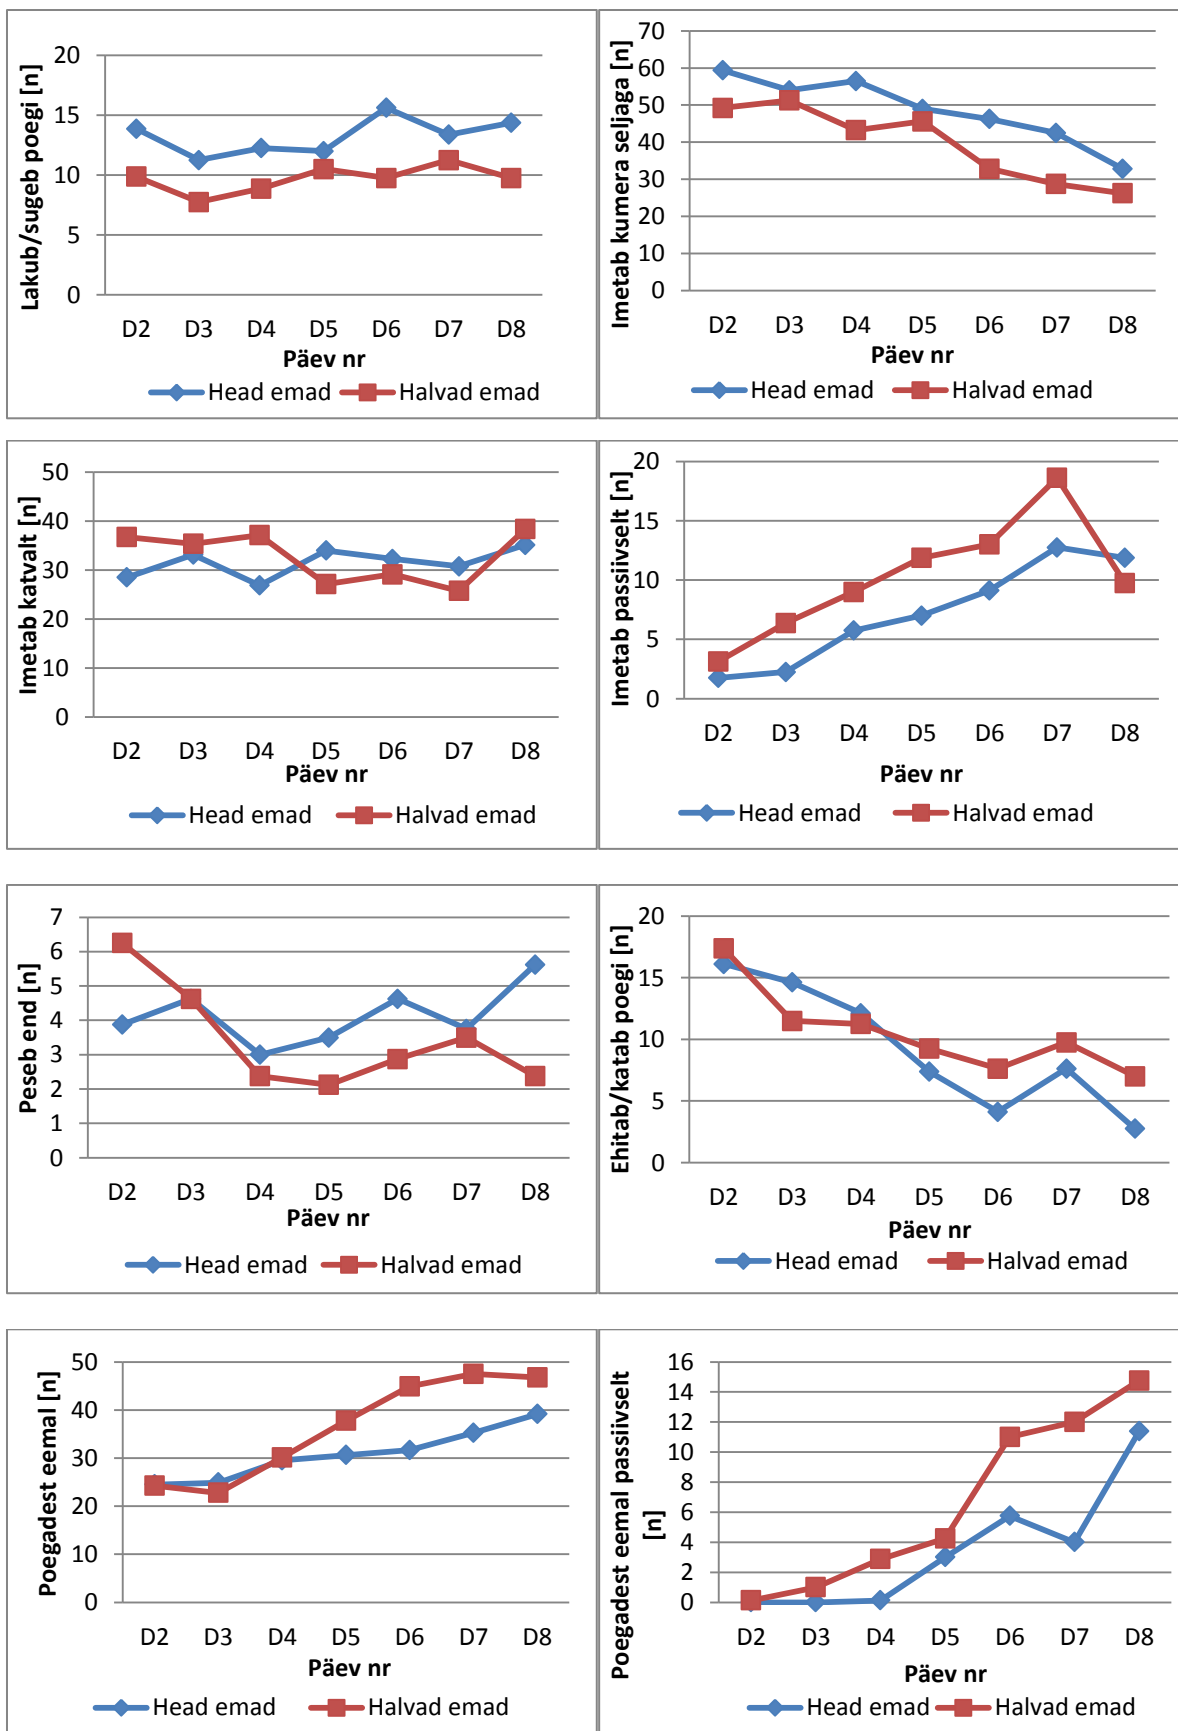 Lakub/sugeb poegi [n]
20
15
10
5
0
D2 D3 D4 D5 D6 D7 D8
Päev nr
Head emad Halvad emad
Imetab kumera seljaga [n]
70
60
50
40
30
20
10
0
D2 D3 D4 D5 D6 D7 D8
Päev nr
Head emad Halvad emad
Imetab katvalt [n]
50
40
30
20
10
0
D2 D3 D4 D5 D6 D7 D8
Päev nr
Head emad Halvad emad
Imetab passiivselt [n]
20
15
10
5
0
D2 D3 D4 D5 D6 D7 D8
Päev nr
Head emad Halvad emad
Peseb end [n]
7
6
5
4
3
2
1
0
D2 D3 D4 D5 D6 D7 D8
Päev nr
Head emad Halvad emad
Ehitab/katab poegi [n]
20
15
10
5
0
D2 D3 D4 D5 D6 D7 D8
Päev nr
Head emad Halvad emad
Poegadest eemal [n]
50
40
30
20
10
0
D2 D3 D4 D5 D6 D7 D8
Päev nr
Head emad Halvad emad
Poegadest eemal passiivselt
[n]
16
14
12
10
8
6
4
2
0
D2 D3 D4 D5 D6 D7 D8
Päev nr
Head emad Halvad emad